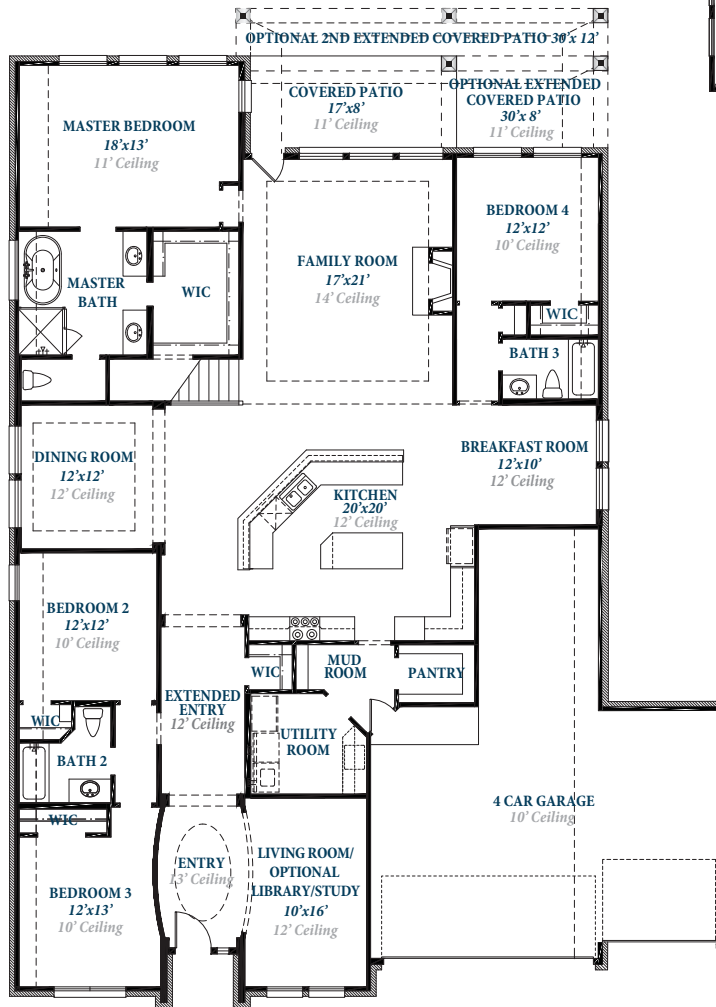 OPTIONAL 2ND EXTENDED COVERED PATIO 30'x 12'
COVERED PATIO
17'x8'
11' Ceiling
OPTIONAL EXTENDED
COVERED PATIO
30'x 8'
11' Ceiling
MASTER BEDROOM
18'x13'
11' Ceiling
BEDROOM 4
12'x12'
10' Ceiling
FAMILY ROOM
17'x21'
14' Ceiling
MASTER
BATH
WIC
WIC
BATH 3
DINING ROOM
12'x12'
12' Ceiling
BREAKFAST ROOM
12'x10'
12' Ceiling
KITCHEN
20'x20'
12' Ceiling
BEDROOM 2
12'x12'
10' Ceiling
WIC
MUD
ROOM
PANTRY
EXTENDED
ENTRY
12' Ceiling
WIC
UTILITY
ROOM
BATH 2
4 CAR GARAGE
10' Ceiling
WIC
ENTRY
13' Ceiling
LIVING ROOM/
OPTIONAL
LIBRARY/STUDY
10'x16'
12' Ceiling
BEDROOM 3
12'x13'
10' Ceiling